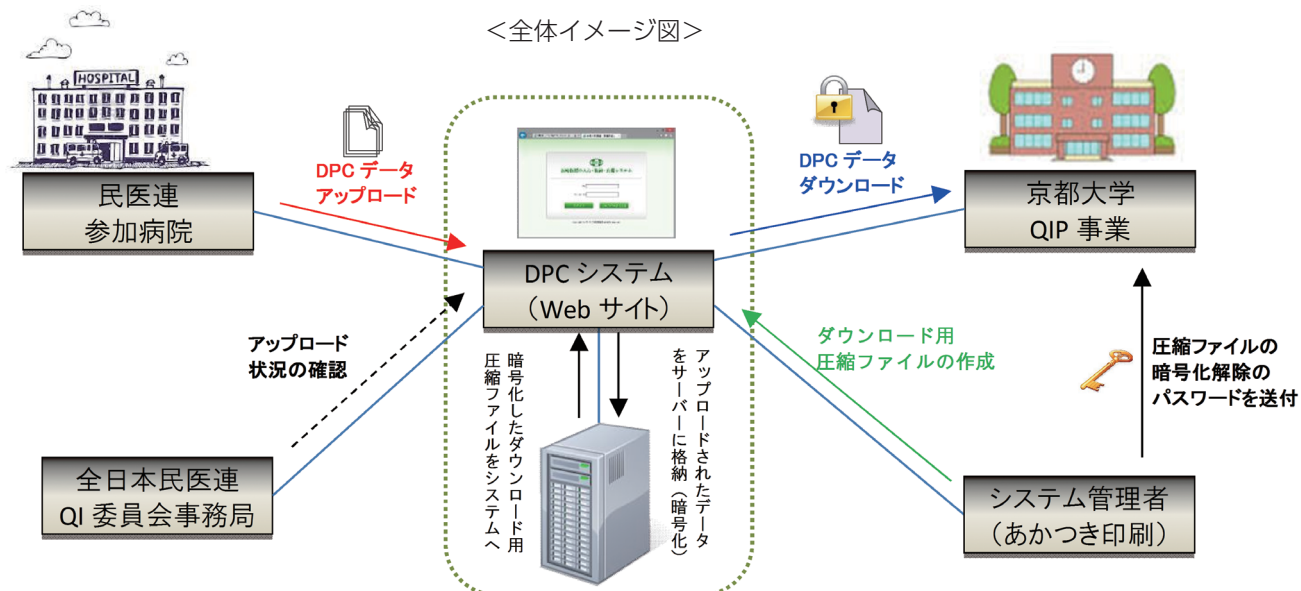 ＜全体イメージ図＞
HOSPITAL
DPC データ
アップロード
DPC データ
ダウンロード
民医連
参加病院
京都大学
QIP 事業
DPC システム
（Web サイト）
アップロード
状況の確認
暗号化したダウンロード用
圧縮ファイルをシステムへ
アップロードされたデータ
をサーバーに格納（暗号化）
ダウンロード用
圧縮ファイルの作成
圧縮ファイルの
暗号化解除の
パスワードを送付
全日本民医連
QI 委員会事務局
システム管理者
（あかつき印刷）